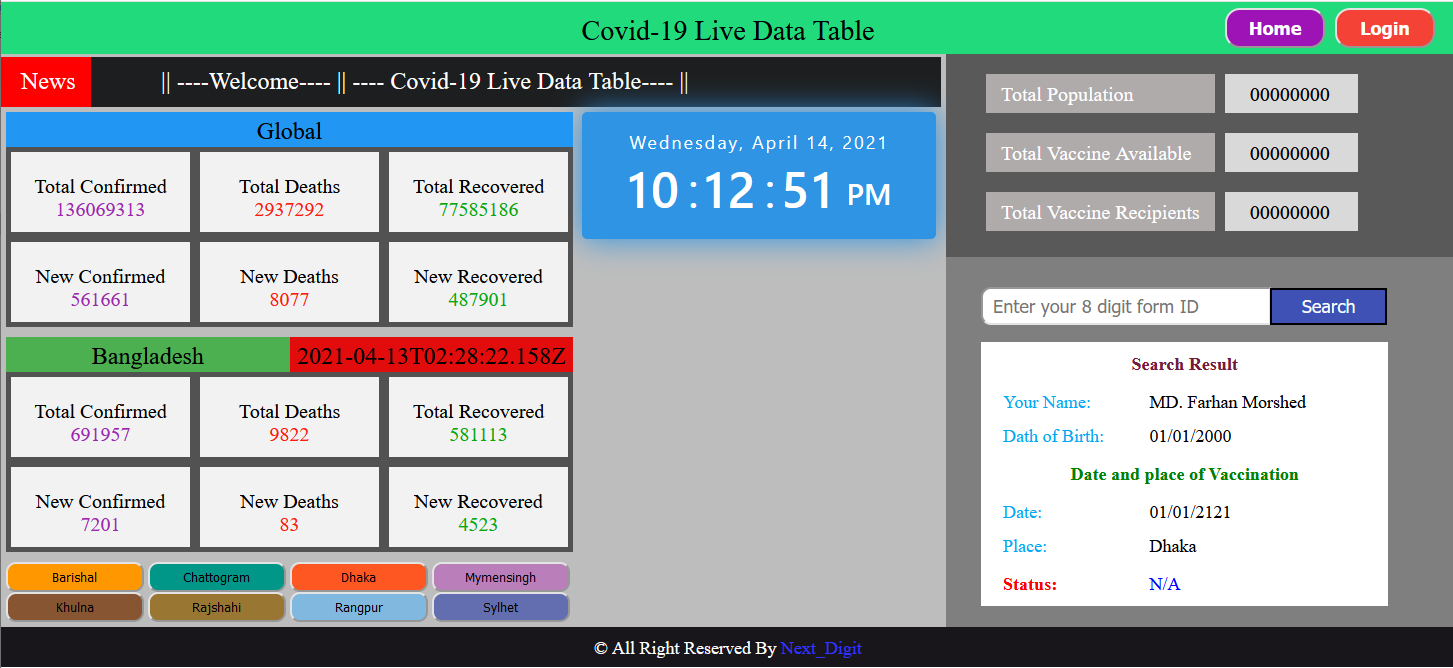 Covid-19 Live Data Table
Home
Login
News
|| ----Welcome---- || ---- Covid-19 Live Data Table---- ||
Global
Total Confirmed
136069313
Total Deaths
2937292
Total Recovered
77585186
New Confirmed
561661
New Deaths
8077
New Recovered
487901
Bangladesh
2021-04-13T02:28:22.158Z
Total Confirmed
691957
Total Deaths
9822
Total Recovered
581113
New Confirmed
7201
New Deaths
83
New Recovered
4523
Barishal
Chattogram
Dhaka
Mymensingh
Khulna
Rajshahi
Rangpur
Sylhet
Wednesday, April 14, 2021
10:12:51 PM
Total Population 00000000
Total Vaccine Available 00000000
Total Vaccine Recipients 00000000
Enter your 8 digit form ID
Search
Search Result
Your Name: MD. Farhan Morshed
Dath of Birth: 01/01/2000
Date and place of Vaccination
Date: 01/01/2121
Place: Dhaka
Status: N/A
© All Right Reserved By Next_Digit